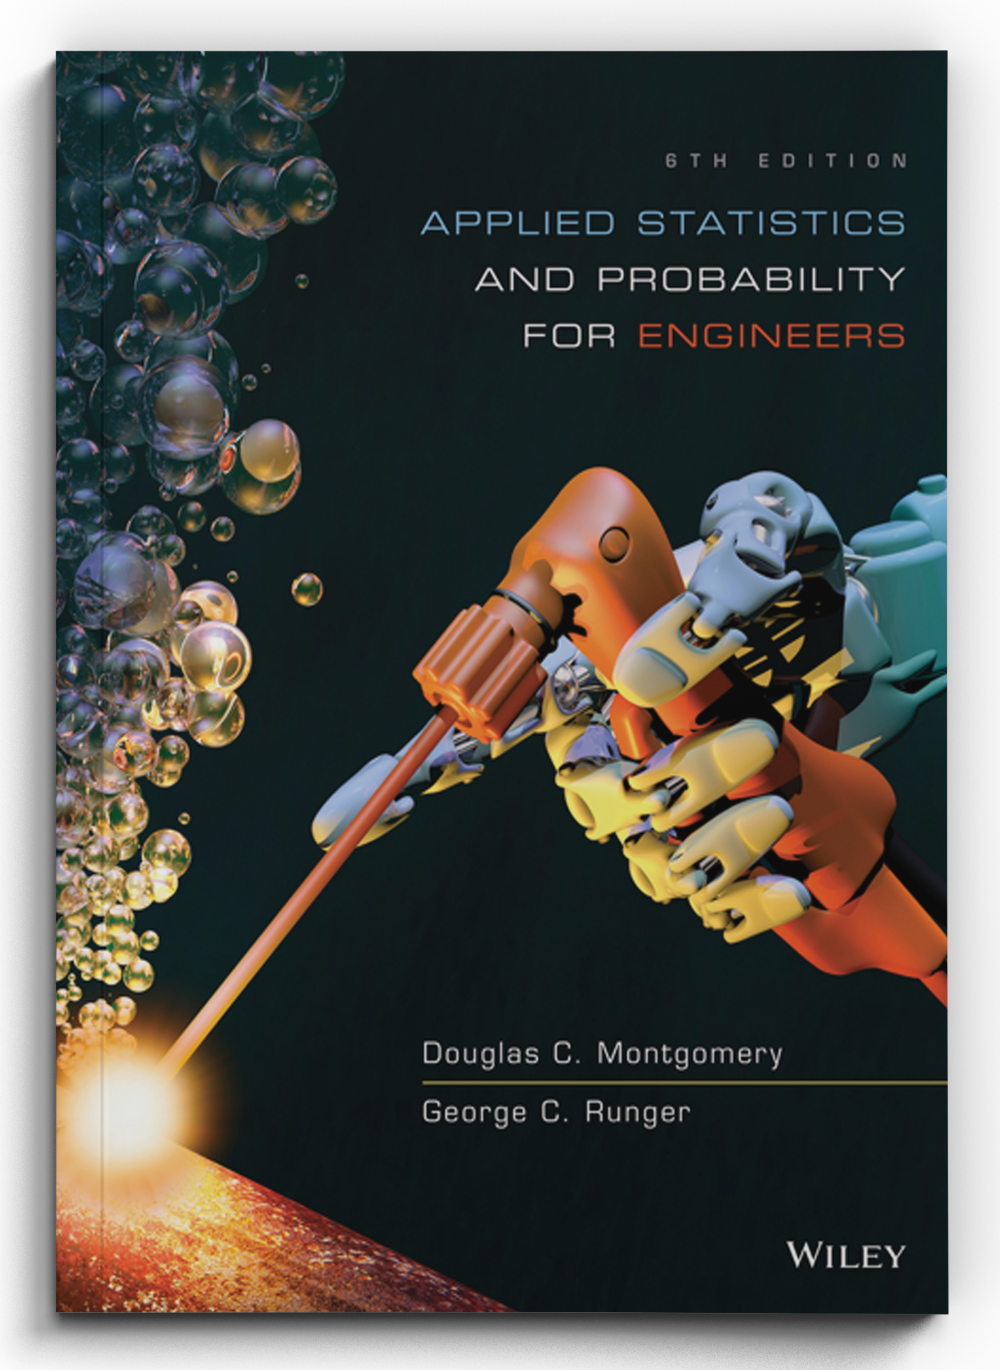 6TH EDITION
APPLIED STATISTICS
AND PROBABILITY
FOR ENGINEERS
Douglas C. Montgomery
George C. Runger
WILEY